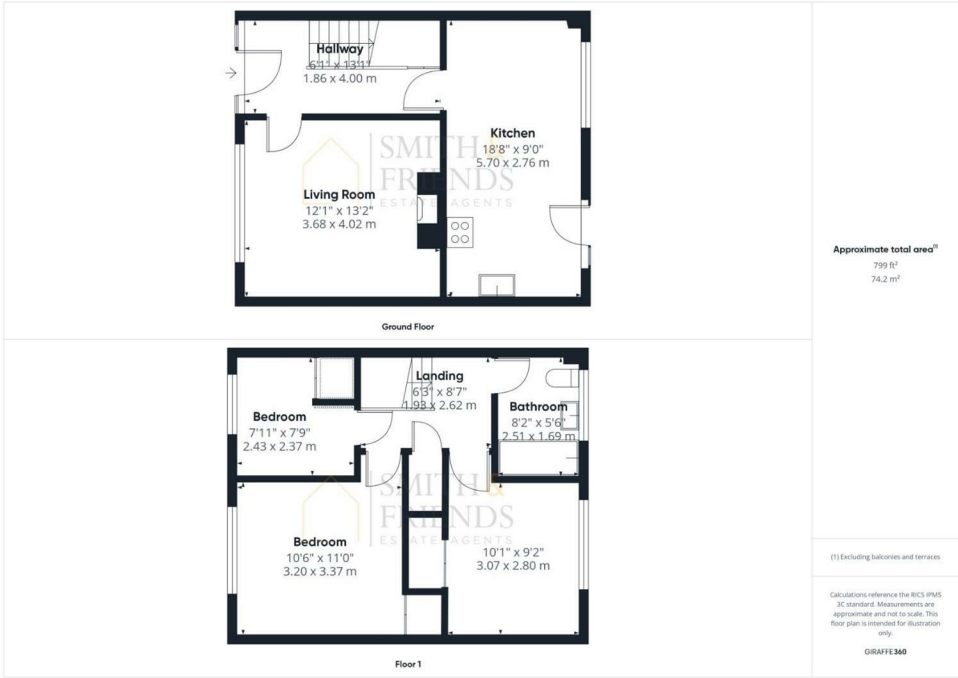 Hallway
6'1" x 13'1"
1.86 x 4.00 m
Kitchen
18'8" x 9'0"
5.70 x 2.76 m
SMITH &
FRIENDS
ESTATE AGENTS
Living Room
12'1" x 13'2"
3.68 x 4.02 m
Ground Floor
Approximate total area⁽¹⁾
799 ft²
74.2 m²
Landing
6'3" x 8'7"
1.93 x 2.62 m
Bedroom
7'11" x 7'9"
2.43 x 2.37 m
Bathroom
8'2" x 5'6"
2.51 x 1.69 m
SMITH &
FRIENDS
ESTATE AGENTS
Bedroom
10'6" x 11'0"
3.20 x 3.37 m
10'1" x 9'2"
3.07 x 2.80 m
Floor 1
(1) Excluding balconies and terraces
Calculations reference the RICS IPMS
3C standard. Measurements are
approximate and not to scale. This
floor plan is intended for illustration
only.
GIRAFFE360